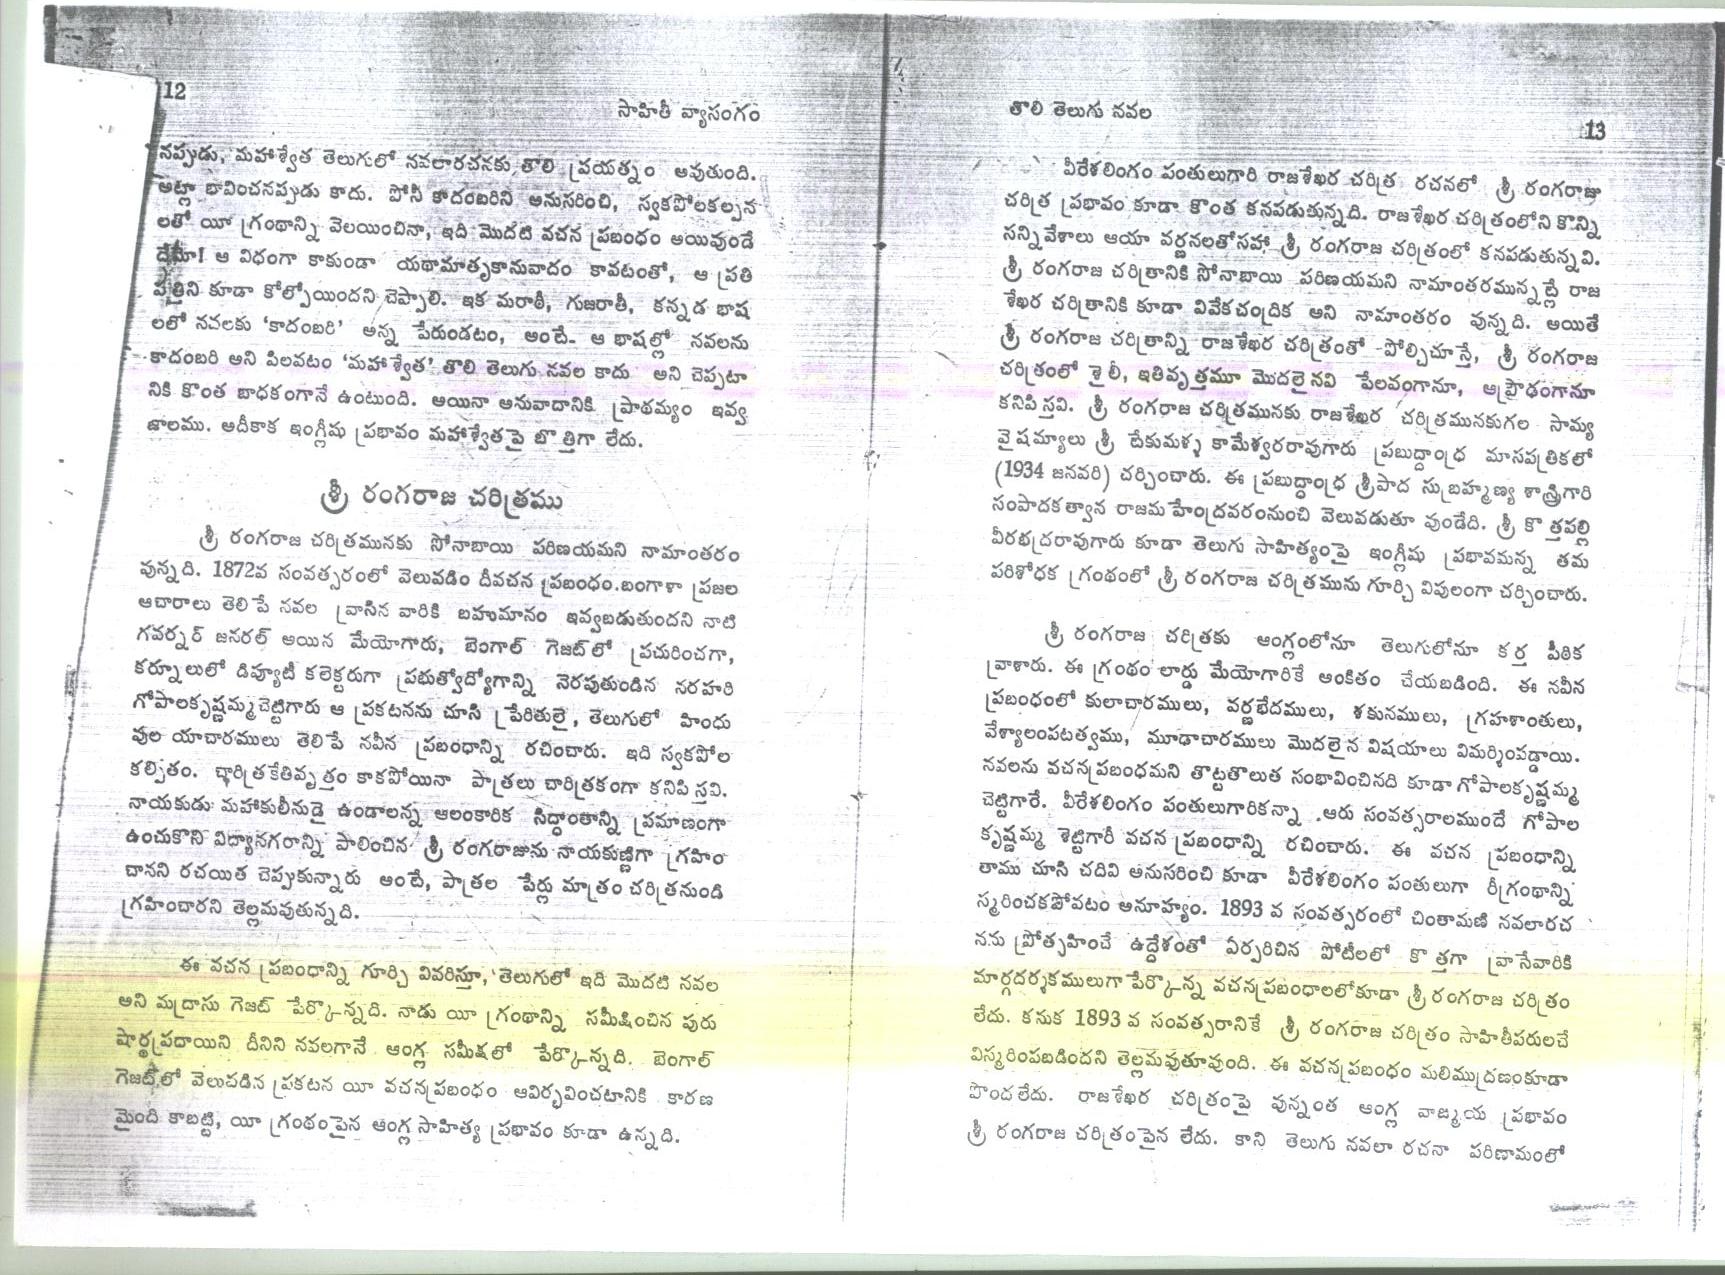 12
సాహితీ వ్యాసంగం
నప్పుడు, మహాశ్వేత తెలుగులో నవలారచనకు తొలి ప్రయత్నం అవుతుంది.
అట్లా భావించనప్పుడు కాదు. పోనీ కాదంబరిని అనుసరించి, స్వకపోలకల్పన
లతో యీ గ్రంథాన్ని వెలయించినా, ఇది మొదటి వచన ప్రబంధం అయివుండే
దేమో! ఆ విధంగా కాకుండా యథామాతృకానువాదం కావటంతో, ఆ ప్రతి
పత్తిని కూడా కోల్పోయిందని చెప్పాలి. ఇక మరాఠీ, గుజరాతీ, కన్నడ భాష
లలో నవలకు ‘కాదంబరి’ అన్న పేరుండటం, అంటే- ఆ భాషల్లో నవలను
కాదంబరి అని పిలవటం ‘మహాశ్వేత’ తొలి తెలుగు నవల కాదు అని చెప్పటా
నికి కొంత బాధకంగానే ఉంటుంది. అయినా అనువాదానికి ప్రాథమ్యం ఇవ్వ
జాలము. అదీకాక ఇంగ్లీషు ప్రభావం మహాశ్వేతపై బొత్తిగా లేదు.
శ్రీ రంగరాజ చరిత్రము
శ్రీ రంగరాజ చరిత్రమునకు సోనాబాయి పరిణయమని నామాంతరం
వున్నది. 1872వ సంవత్సరంలో వెలువడిం దీవచన ప్రబంధం. బంగాళా ప్రజల
ఆచారాలు తెలిపే నవల వ్రాసిన వారికి బహుమానం ఇవ్వబడుతుందని నాటి
గవర్నర్ జనరల్ అయిన మేయోగారు, బెంగాల్ గెజట్‌లో ప్రచురించగా,
కర్నూలులో డిప్యూటీ కలెక్టరుగా ప్రభుత్వోద్యోగాన్ని నెరపుతుండిన నరహరి
గోపాలకృష్ణమ్మచెట్టిగారు ఆ ప్రకటనను చూసి ప్రేరితులై, తెలుగులో హిందు
వుల యాచారములు తెలిపే నవీన ప్రబంధాన్ని రచించారు. ఇది స్వకపోల
కల్పితం. చారిత్రకేతివృత్తం కాకపోయినా పాత్రలు చారిత్రకంగా కనిపిస్తవి.
నాయకుడు మహాకులీనుడై ఉండాలన్న ఆలంకారిక సిద్ధాంతాన్ని ప్రమాణంగా
ఉంచుకొని విద్యానగరాన్ని పాలించిన శ్రీ రంగరాజును నాయకుణ్ణిగా గ్రహిం
చానని రచయిత చెప్పుకున్నారు అంటే, పాత్రల పేర్లు మాత్రం చరిత్రనుండి
గ్రహించారని తెల్లమవుతున్నది.
ఈ వచన ప్రబంధాన్ని గూర్చి వివరిస్తూ, తెలుగులో ఇది మొదటి నవల
అని మద్రాసు గెజట్ పేర్కొన్నది. నాడు యీ గ్రంథాన్ని సమీక్షించిన పురు
షార్థప్రదాయిని దీనిని నవలగానే ఆంగ్ల సమీక్షలో పేర్కొన్నది. బెంగాల్
గెజట్‌లో వెలువడిన ప్రకటన యీ వచనప్రబంధం ఆవిర్భవించటానికి కారణ
మైంది కాబట్టి, యీ గ్రంథంపైన ఆంగ్ల సాహిత్య ప్రభావం కూడా ఉన్నది.
తొలి తెలుగు నవల
13
వీరేశలింగం పంతులుగారి రాజశేఖర చరిత్ర రచనలో శ్రీ రంగరాజు
చరిత్ర ప్రభావం కూడా కొంత కనపడుతున్నది. రాజశేఖర చరిత్రంలోని కొన్ని
సన్నివేశాలు ఆయా వర్ణనలతోసహా శ్రీ రంగరాజ చరిత్రంలో కనపడుతున్నవి.
శ్రీ రంగరాజ చరిత్రానికి సోనాబాయి పరిణయమని నామాంతరమున్నట్లే రాజ
శేఖర చరిత్రానికి కూడా వివేకచంద్రిక అని నామాంతరం వున్నది. అయితే
శ్రీ రంగరాజ చరిత్రాన్ని రాజశేఖర చరిత్రంతో పోల్చిచూస్తే, శ్రీ రంగరాజ
చరిత్రంలో శైలీ, ఇతివృత్తమూ మొదలైనవి పేలవంగానూ, అప్రౌఢంగానూ
కనిపిస్తవి. శ్రీ రంగరాజ చరిత్రమునకు రాజశేఖర చరిత్రమునకుగల సామ్య
వైషమ్యాలు శ్రీ టేకుమళ్ళ కామేశ్వరరావుగారు ప్రబుద్ధాంధ్ర మాసపత్రికలో
(1934 జనవరి) చర్చించారు. ఈ ప్రబుద్ధాంధ్ర శ్రీపాద సుబ్రహ్మణ్య శాస్త్రిగారి
సంపాదకత్వాన రాజమహేంద్రవరంనుంచి వెలువడుతూ వుండేది. శ్రీ కొత్తపల్లి
వీరభద్రరావుగారు కూడా తెలుగు సాహిత్యంపై ఇంగ్లీషు ప్రభావమన్న తమ
పరిశోధక గ్రంథంలో శ్రీ రంగరాజ చరిత్రమును గూర్చి విపులంగా చర్చించారు.
శ్రీ రంగరాజ చరిత్రకు ఆంగ్లంలోనూ తెలుగులోనూ కర్త పీఠిక
వ్రాశారు. ఈ గ్రంథం లార్డు మేయోగారికే అంకితం చేయబడింది. ఈ నవీన
ప్రబంధంలో కులాచారములు, వర్ణభేదములు, శకునములు, గ్రహశాంతులు,
వేశ్యాలంపటత్వము, మూఢాచారములు మొదలైన విషయాలు విమర్శింపడ్డాయి.
నవలను వచనప్రబంధమని తొట్టతొలుత సంభావించినది కూడా గోపాలకృష్ణమ్మ
చెట్టిగారే. వీరేశలింగం పంతులుగారికన్నా ఆరు సంవత్సరాలముందే గోపాల
కృష్ణమ్మ శెట్టిగారీ వచన ప్రబంధాన్ని రచించారు. ఈ వచన ప్రబంధాన్ని
తాము చూసి చదివి అనుసరించి కూడా వీరేశలింగం పంతులుగా రీగ్రంథాన్ని
స్మరించకపోవటం అనూహ్యం. 1893 వ సంవత్సరంలో చింతామణి నవలారచ
నను ప్రోత్సహించే ఉద్దేశంతో ఏర్పరిచిన పోటీలలో కొత్తగా వ్రాసేవారికి
మార్గదర్శకములుగా పేర్కొన్న వచనప్రబంధాలలోకూడా శ్రీ రంగరాజ చరిత్రం
లేదు. కనుక 1893 వ సంవత్సరానికే శ్రీ రంగరాజ చరిత్రం సాహితీపరులచే
విస్మరింపబడిందని తెల్లమవుతూవుంది. ఈ వచనప్రబంధం మలిముద్రణంకూడా
పొందలేదు. రాజశేఖర చరిత్రంపై వున్నంత ఆంగ్ల వాఙ్మయ ప్రభావం
శ్రీ రంగరాజ చరిత్రంపైన లేదు. కాని తెలుగు నవలా రచనా పరిణామంలో